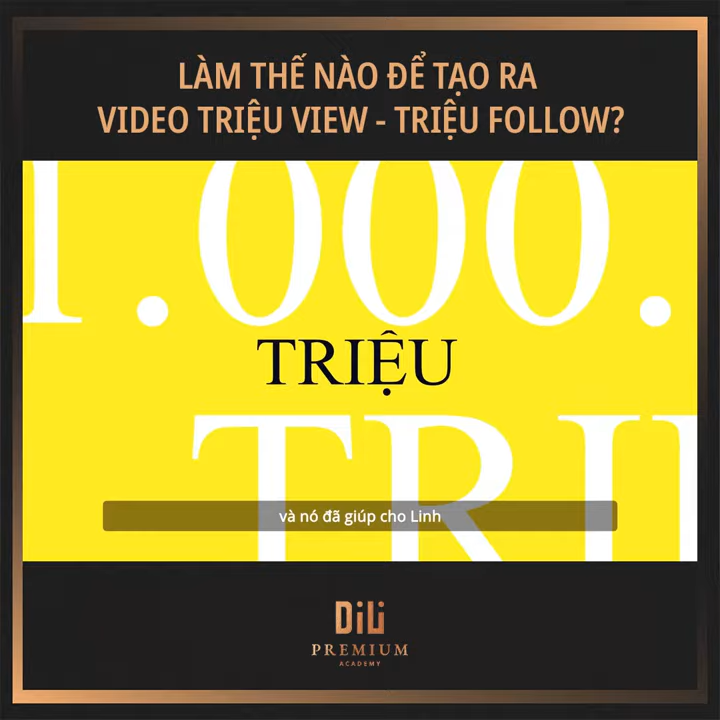 LÀM THẾ NÀO ĐỂ TẠO RA
VIDEO TRIỆU VIEW - TRIỆU FOLLOW?
1.000.
TRIỆU
TRI
và nó đã giúp cho Linh
DiLi
PREMIUM
ACADEMY